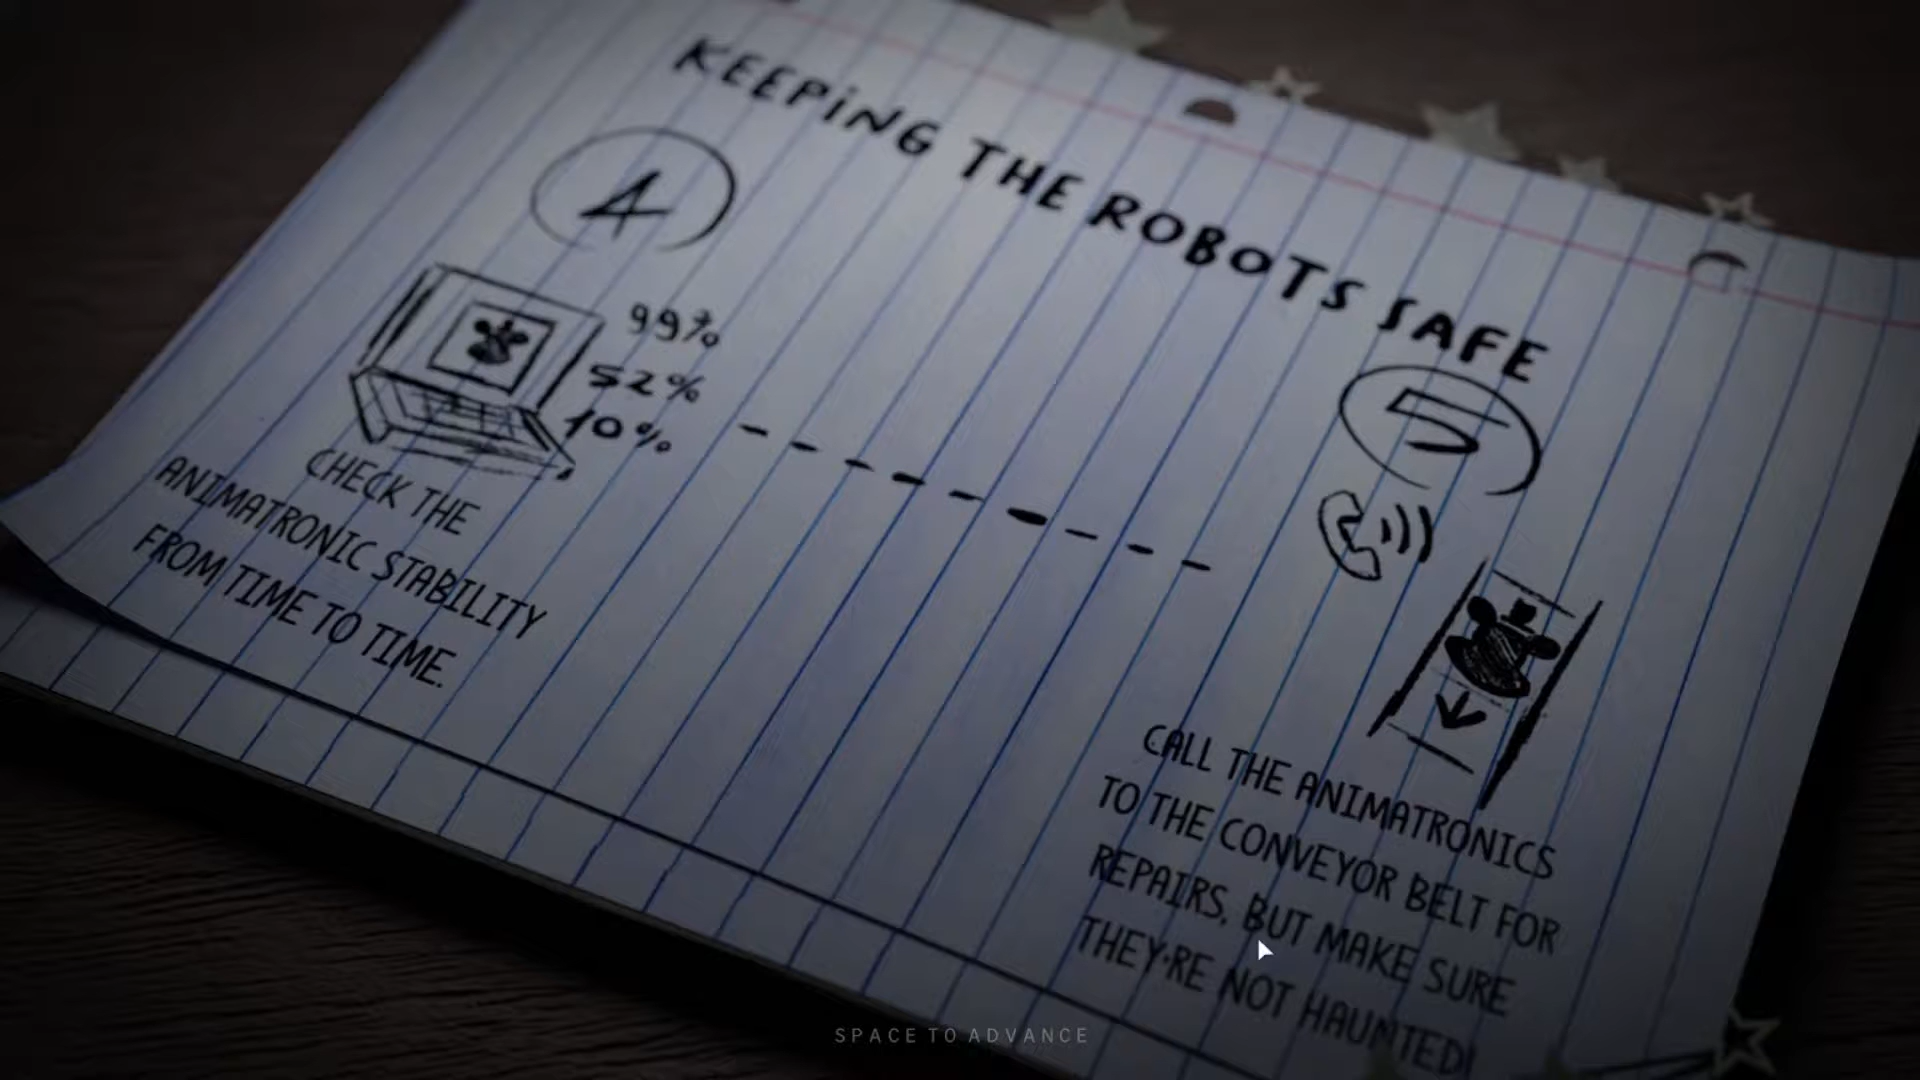 KEEPING THE ROBOTS SAFE
4
99%
52%
10%
CHECK THE
ANIMATRONIC STABILITY
FROM TIME TO TIME.
5
CALL THE ANIMATRONICS
TO THE CONVEYOR BELT FOR
REPAIRS, BUT MAKE SURE
THEY'RE NOT HAUNTED!
SPACE TO ADVANCE